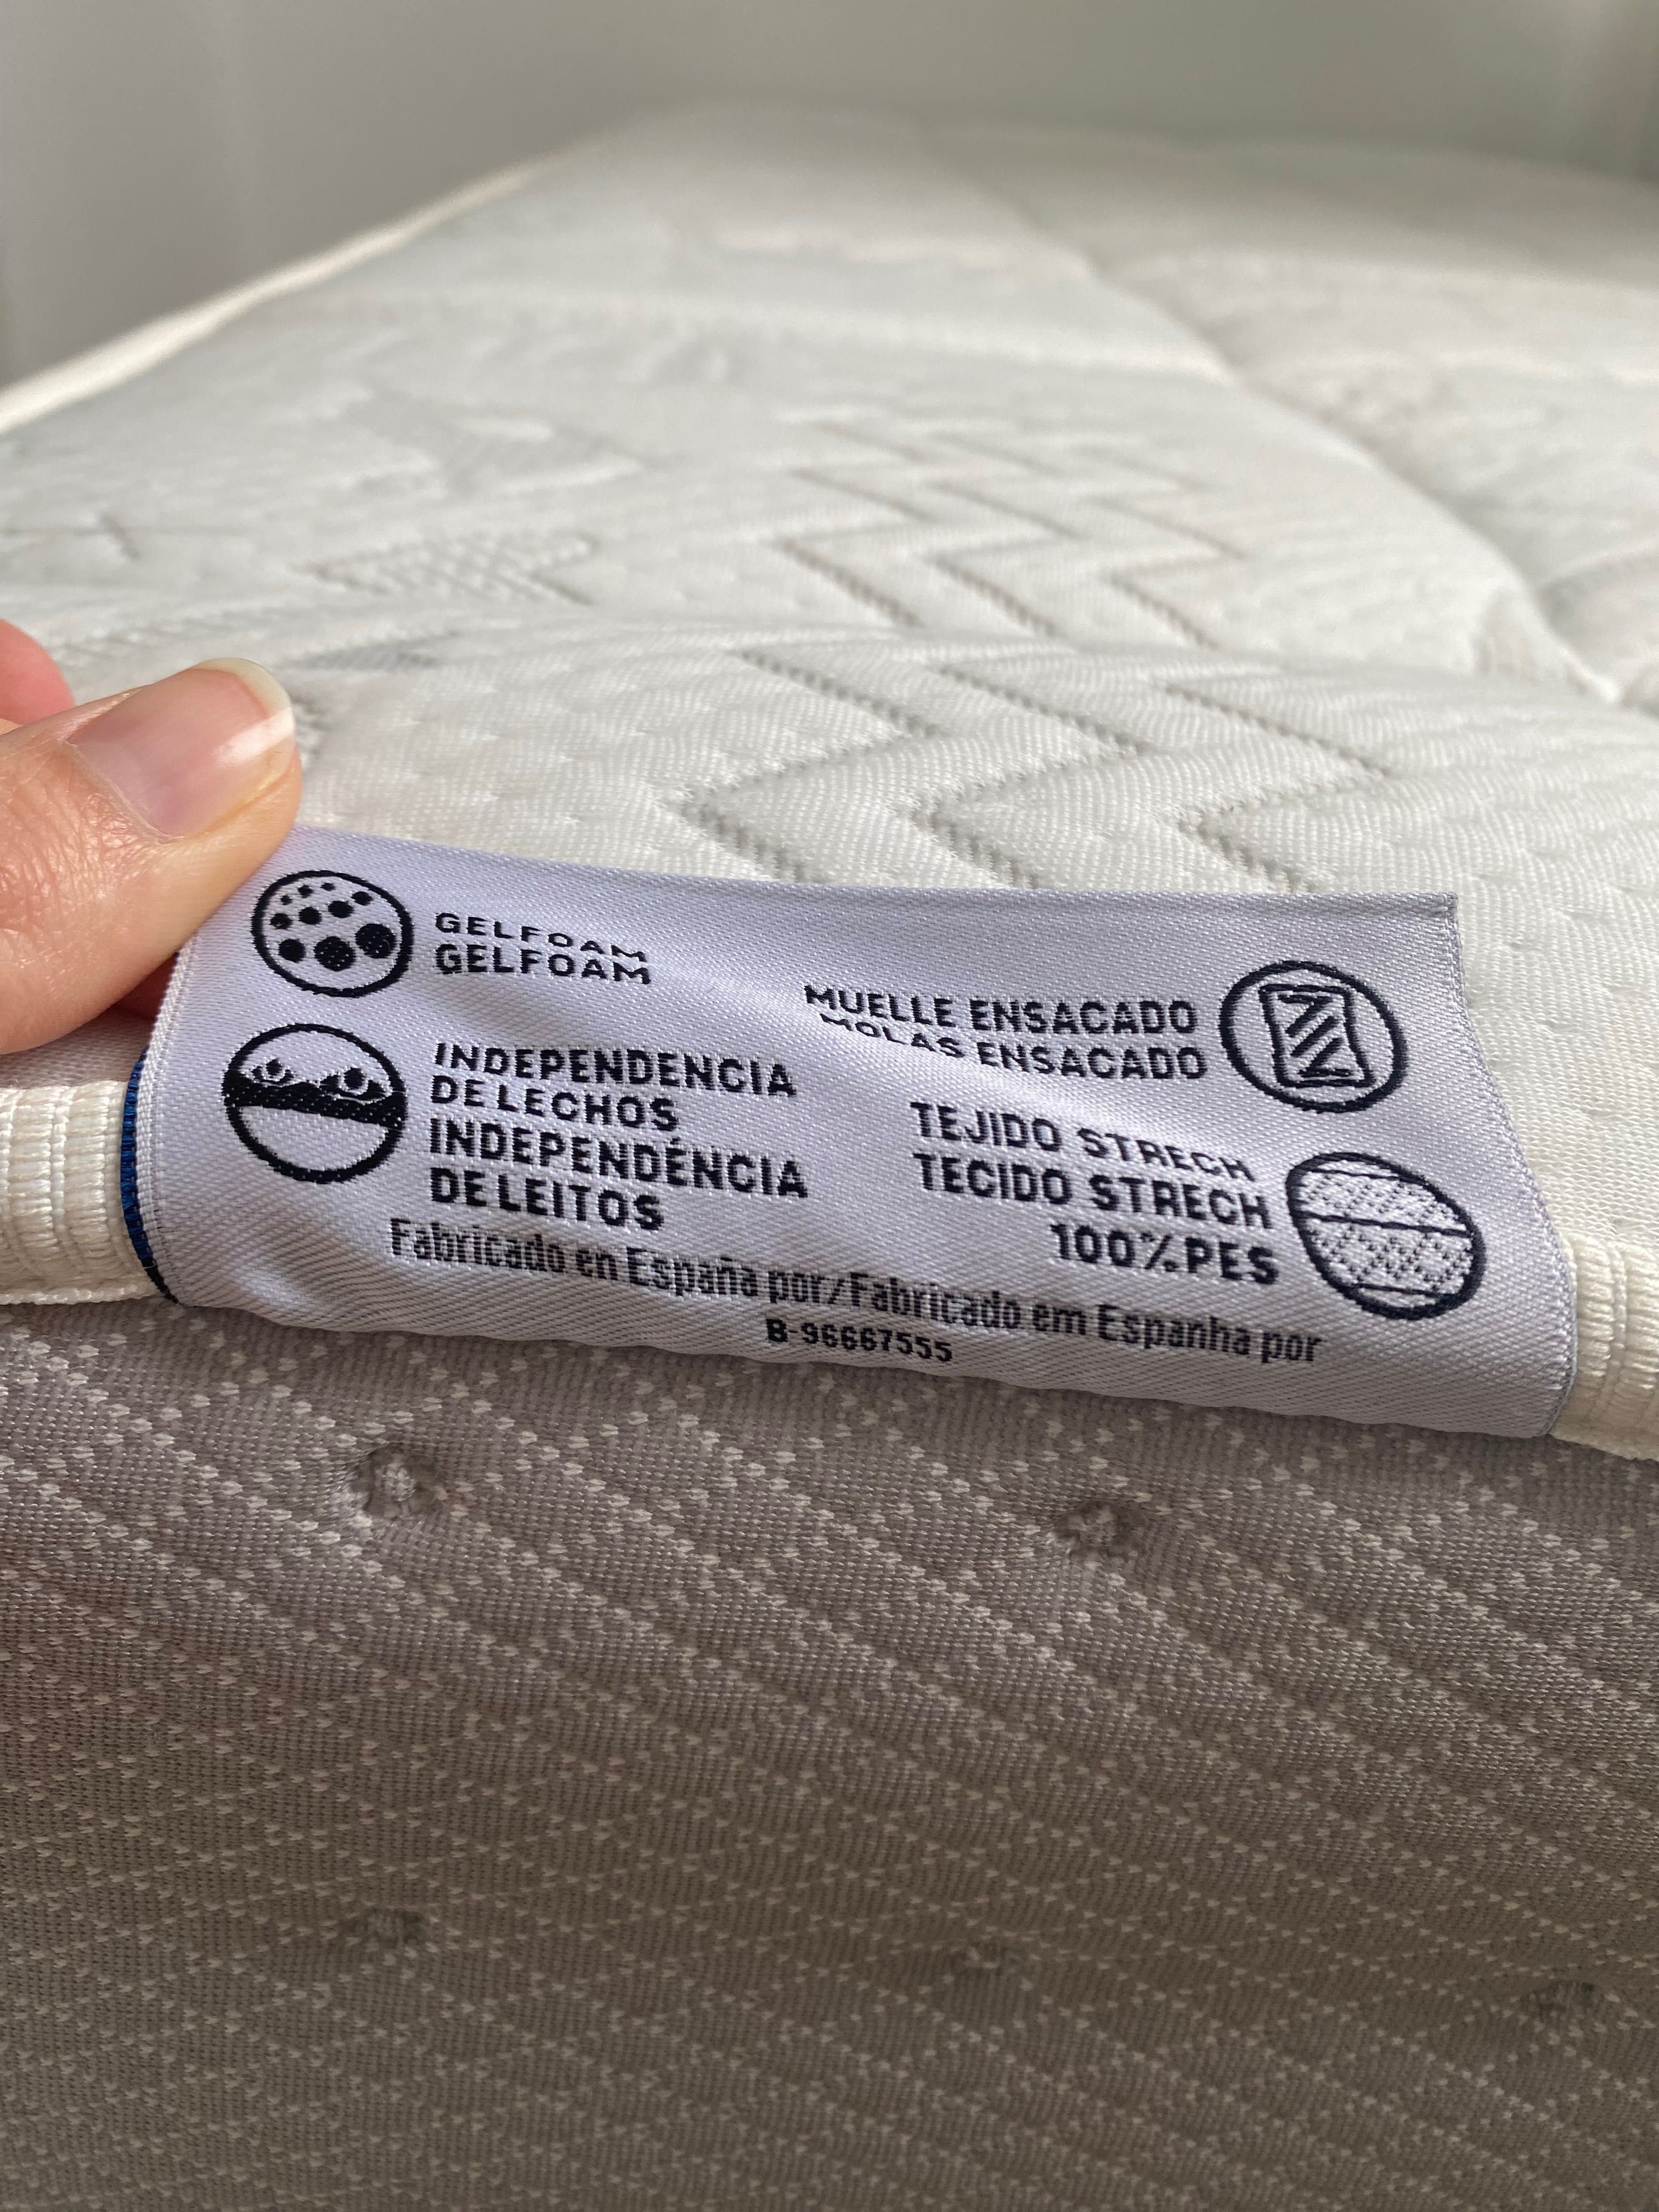 GELFOAM
GELFOAM
MUELLE ENSACADO
MOLAS ENSACADO
INDEPENDENCIA
DE LECHOS
INDEPENDÉNCIA
DE LEITOS
TEJIDO STRECH
TECIDO STRECH
100%PES
Fabricado en España por/Fabricado em Espanha por
B-96667555